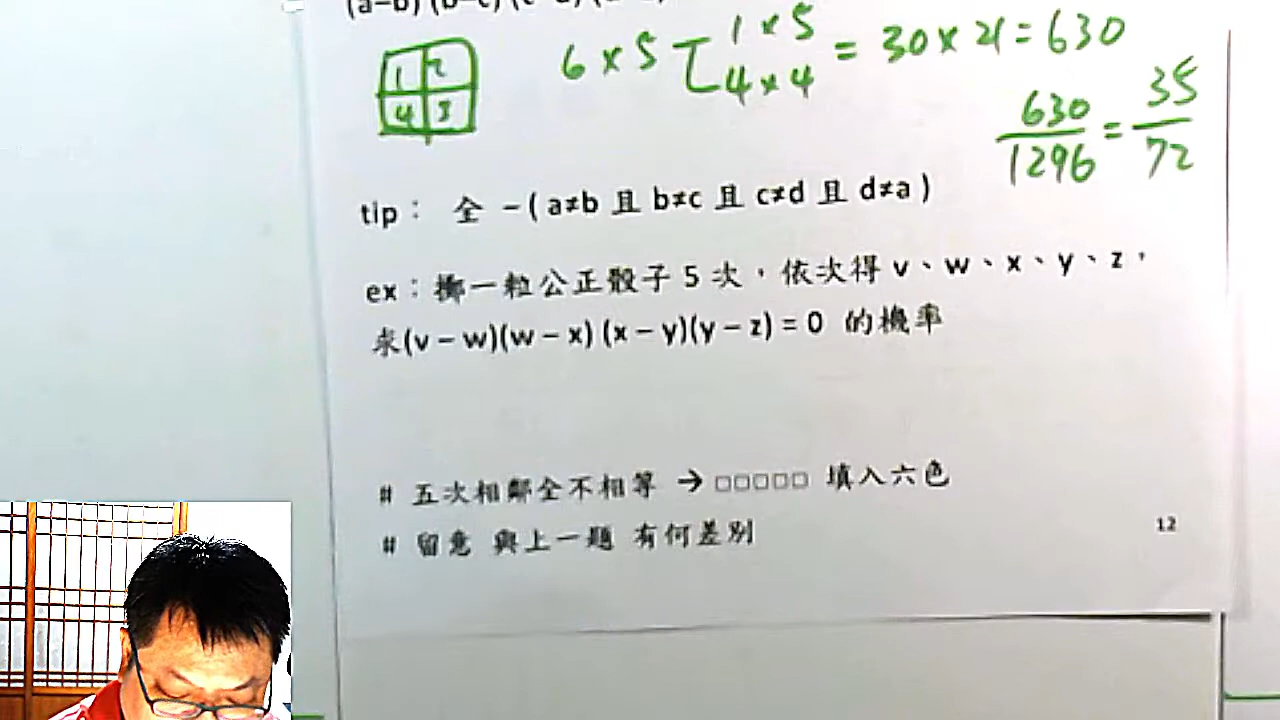 (a−b) (b−c) (c−a) (
1 2
4 3
6 × 5 [ 1 × 5
4 × 4 = 30 × 21 = 630
630/1296 = 35/72
tip： 全 −( a≠b 且 b≠c 且 c≠d 且 d≠a )
ex：擲一粒公正骰子 5 次，依次得 v、w、x、y、z，
求(v − w)(w − x) (x − y)(y − z) = 0 的機率
# 五次相鄰全不相等 → □□□□□ 填入六色
# 留意 與上一題 有何差別
12